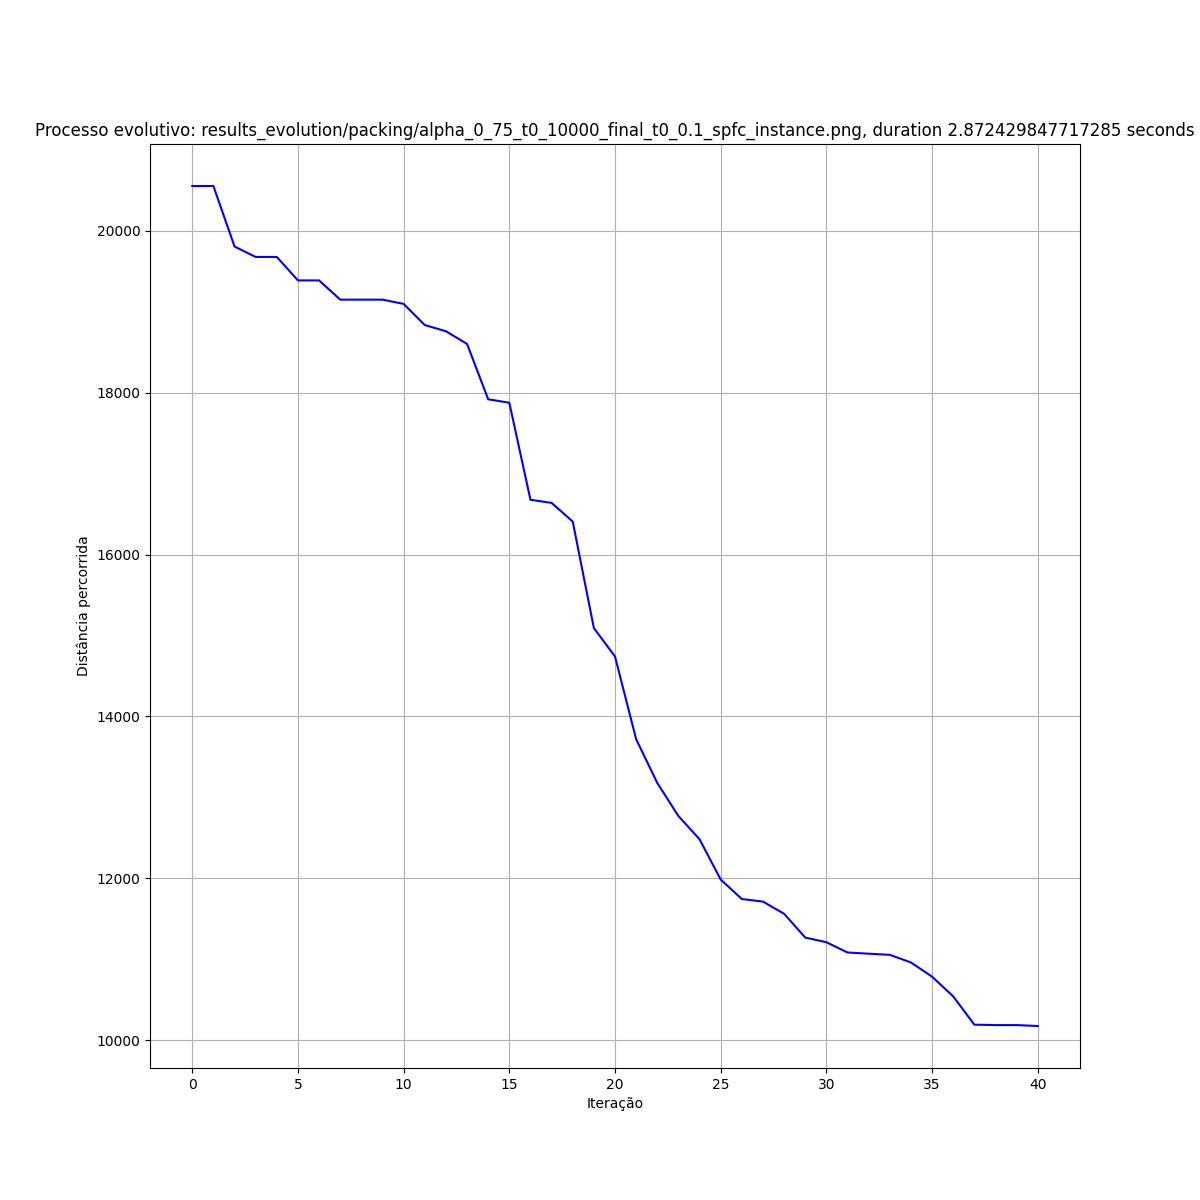 Processo evolutivo: results_evolution/packing/alpha_0_75_t0_10000_final_t0_0.1_spfc_instance.png, duration 2.872429847717285 seconds
20000
18000
16000
14000
12000
10000
Distância percorrida
0 5 10 15 20 25 30 35 40
Iteração